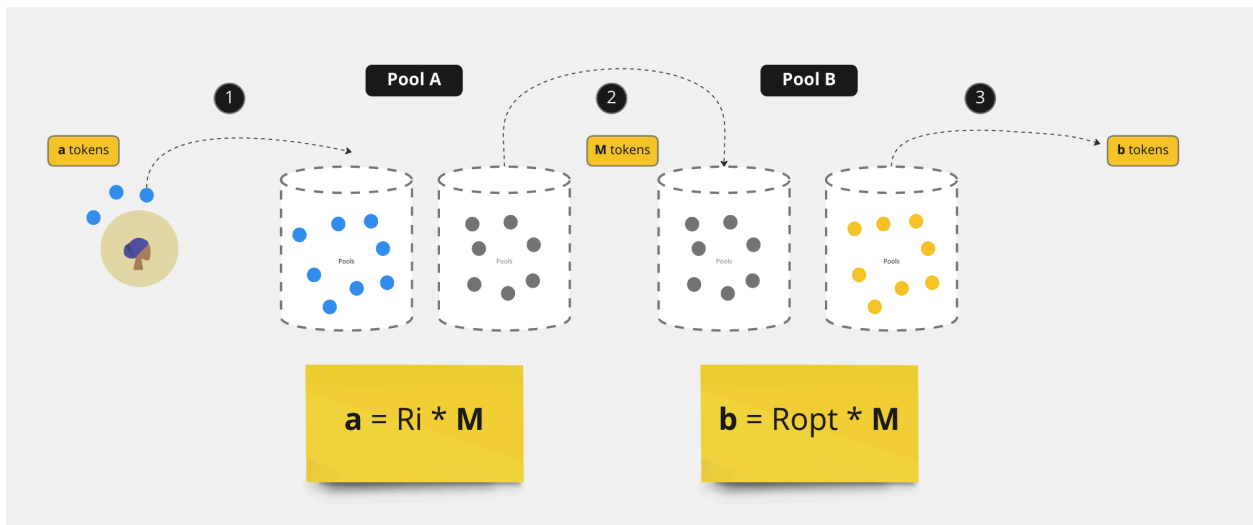 Pool A
Pool B
1
2
3
a tokens
M tokens
b tokens
Pools
Pools
Pools
Pools
a = Ri * M
b = Ropt * M